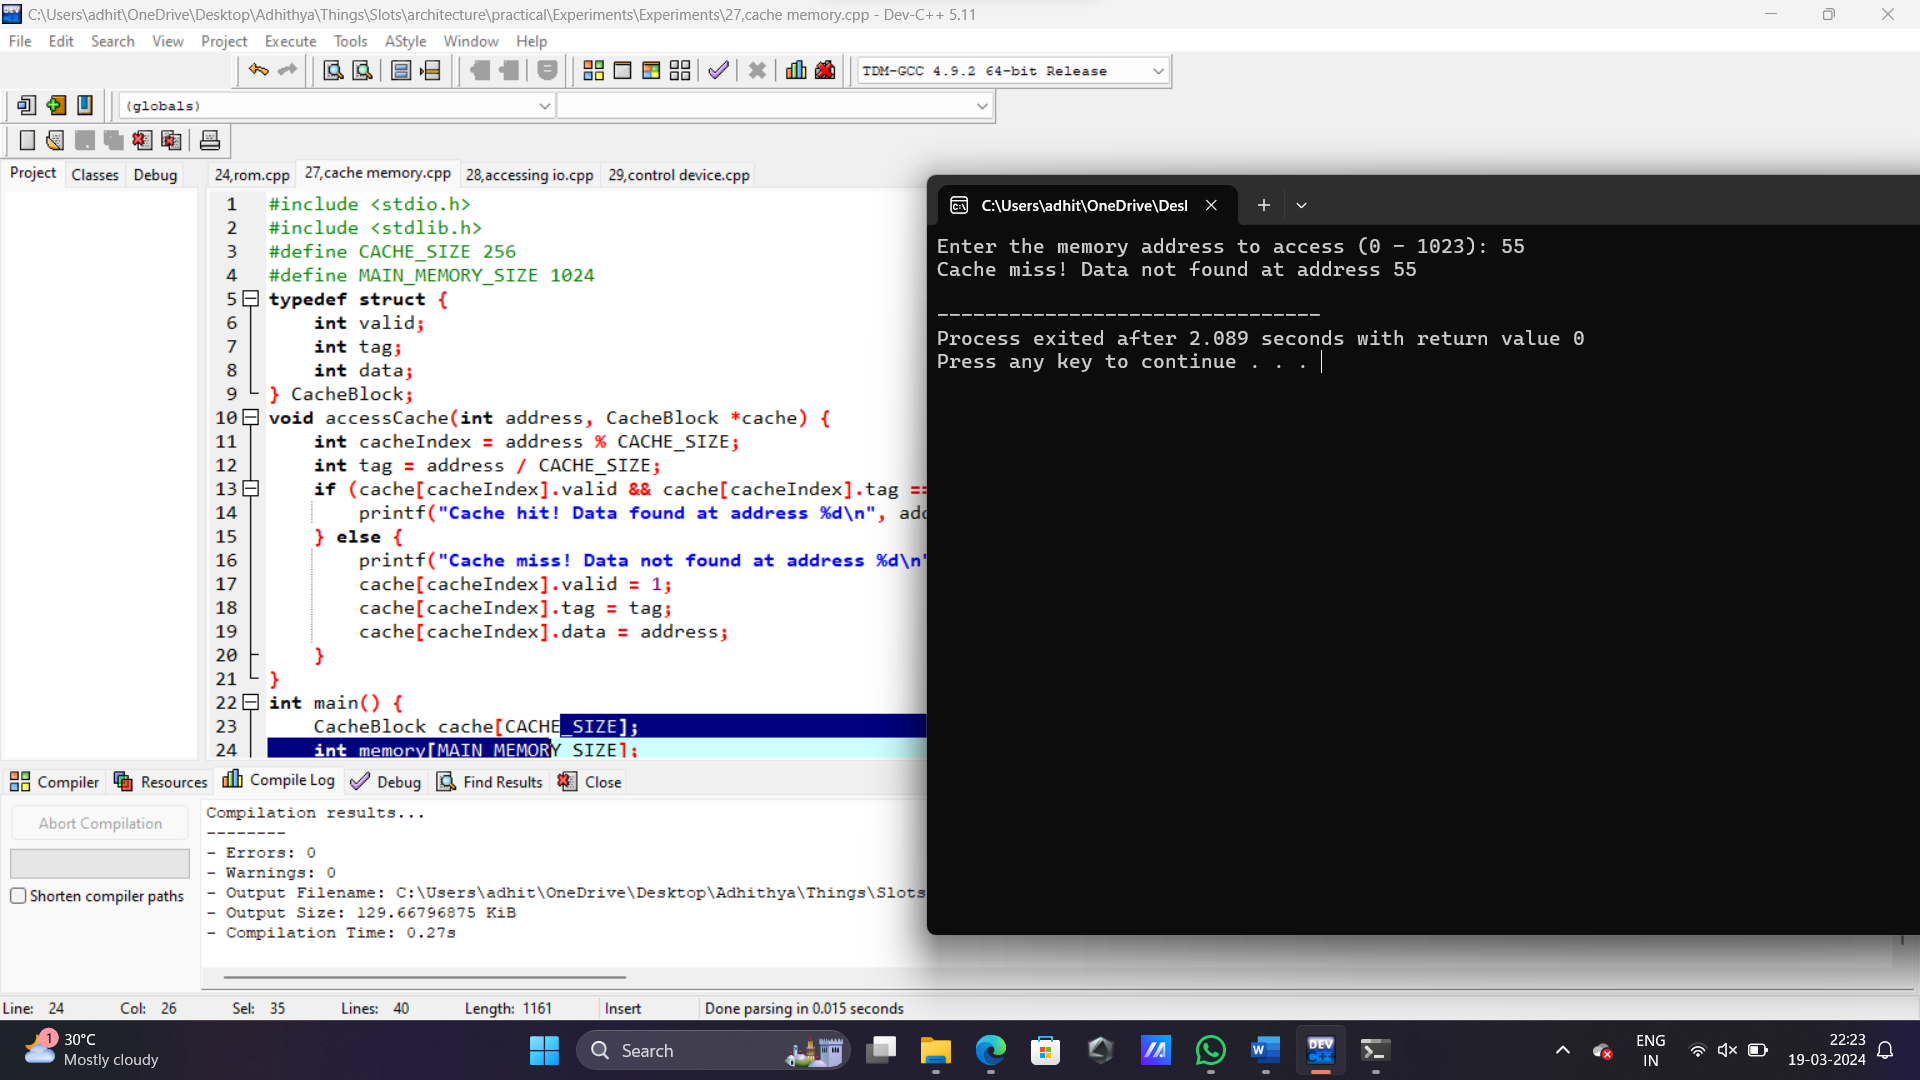 C:\Users\adhit\OneDrive\Desktop\Adhithya\Things\Slots\architecture\practical\Experiments\Experiments\27,cache memory.cpp - Dev-C++ 5.11
File Edit Search View Project Execute Tools AStyle Window Help
TDM-GCC 4.9.2 64-bit Release
(globals)
Project Classes Debug
24,rom.cpp 27,cache memory.cpp 28,accessing io.cpp 29,control device.cpp
1 #include <stdio.h>
2 #include <stdlib.h>
3 #define CACHE_SIZE 256
4 #define MAIN_MEMORY_SIZE 1024
5 typedef struct {
6 int valid;
7 int tag;
8 int data;
9 } CacheBlock;
10 void accessCache(int address, CacheBlock *cache) {
11 int cacheIndex = address % CACHE_SIZE;
12 int tag = address / CACHE_SIZE;
13 if (cache[cacheIndex].valid && cache[cacheIndex].tag ==
14 printf("Cache hit! Data found at address %d\n", add
15 } else {
16 printf("Cache miss! Data not found at address %d\n"
17 cache[cacheIndex].valid = 1;
18 cache[cacheIndex].tag = tag;
19 cache[cacheIndex].data = address;
20 }
21 }
22 int main() {
23 CacheBlock cache[CACHE_SIZE];
24 int memory[MAIN_MEMORY_SIZE];
C:\Users\adhit\OneDrive\Desl
Enter the memory address to access (0 - 1023): 55
Cache miss! Data not found at address 55
--------------------------------
Process exited after 2.089 seconds with return value 0
Press any key to continue . . .
Compiler Resources Compile Log Debug Find Results Close
Abort Compilation
Shorten compiler paths
Compilation results...
--------
- Errors: 0
- Warnings: 0
- Output Filename: C:\Users\adhit\OneDrive\Desktop\Adhithya\Things\Slots
- Output Size: 129.66796875 KiB
- Compilation Time: 0.27s
Line: 24 Col: 26 Sel: 35 Lines: 40 Length: 1161 Insert Done parsing in 0.015 seconds
1
30°C
Mostly cloudy
Search
W
DEV
C++
ENG
IN
22:23
19-03-2024